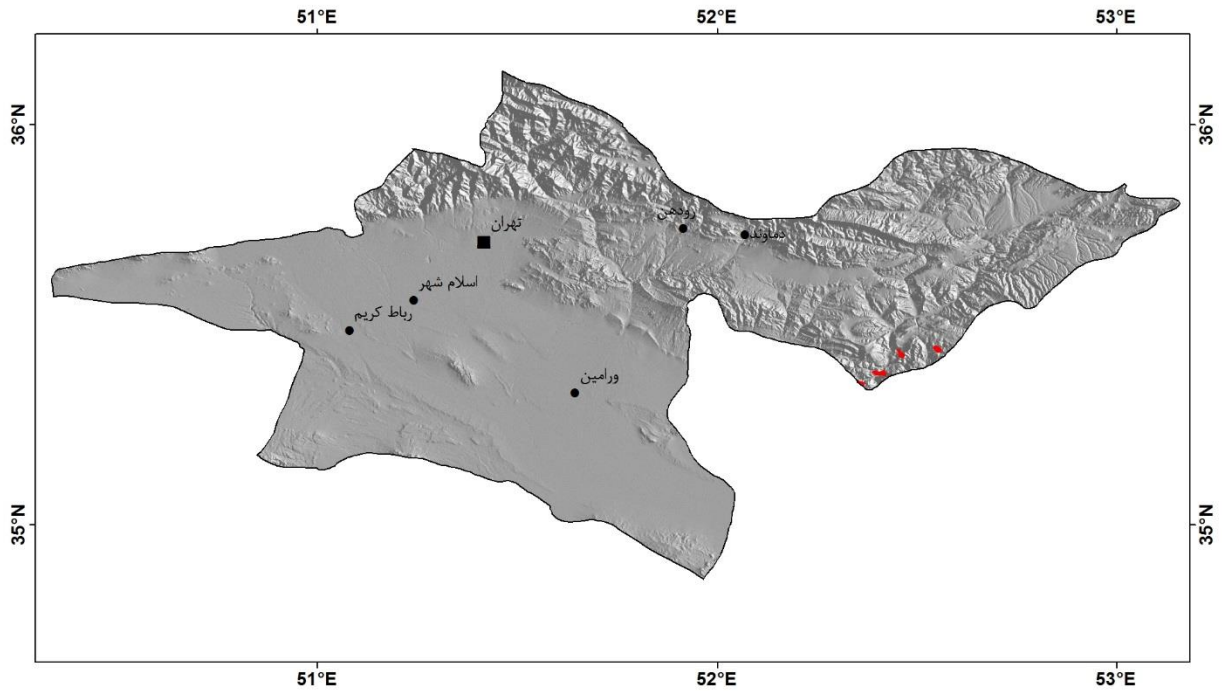 51°E
52°E
53°E
36°N
36°N
رودهن
دماوند
تهران
اسلام شهر
رباط کریم
ورامین
35°N
35°N
51°E
52°E
53°E